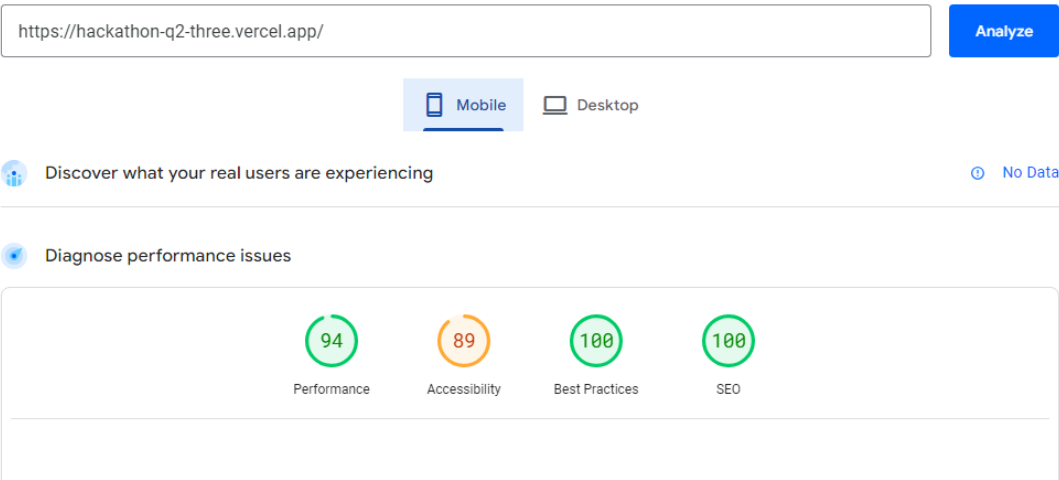 https://hackathon-q2-three.vercel.app/
Analyze
Mobile
Desktop
Discover what your real users are experiencing
No Data
Diagnose performance issues
94
89
100
100
Performance
Accessibility
Best Practices
SEO